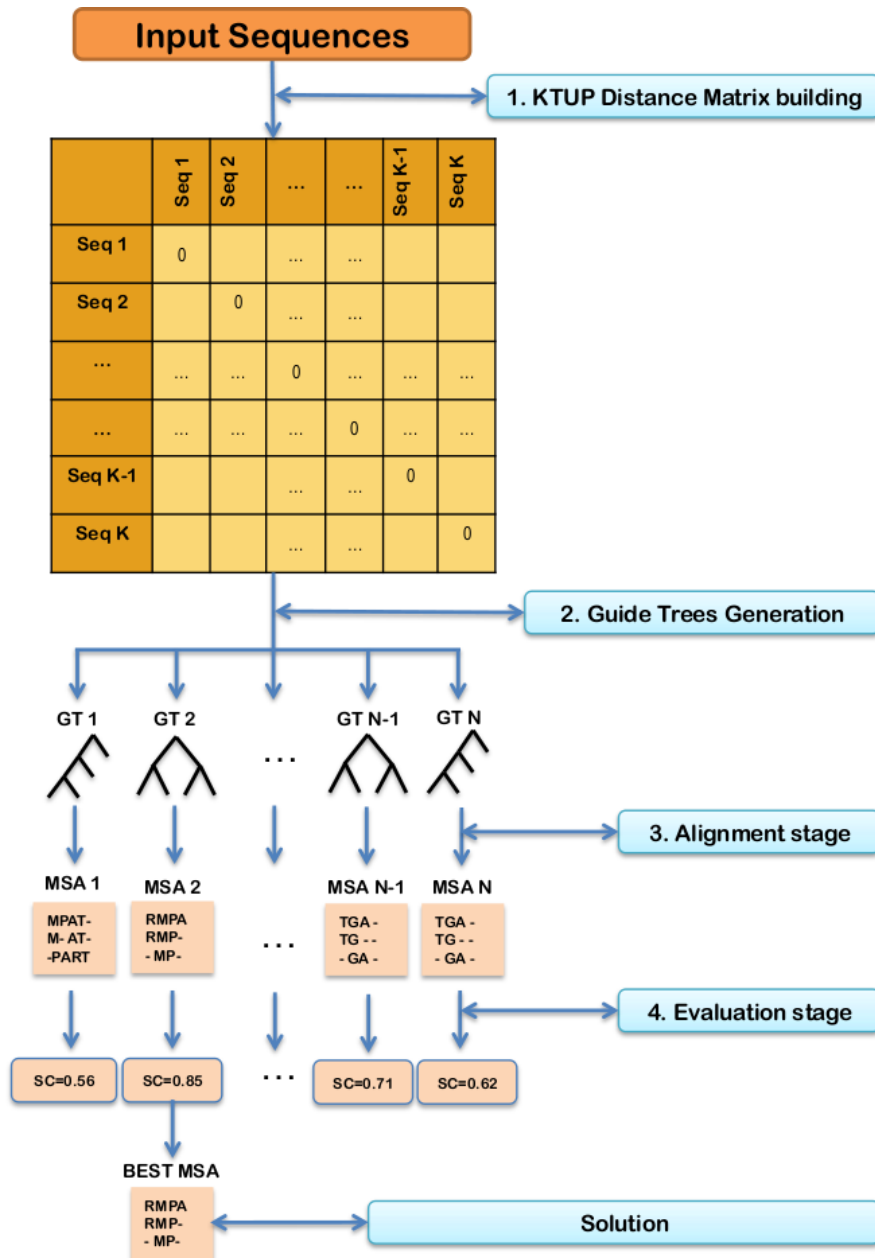 Input Sequences
1. KTUP Distance Matrix building
Seq 1 Seq 2 ... ... Seq K-1 Seq K
Seq 1 0 ... ...
Seq 2 0 ... ...
... ... ... 0 ... ... ...
... ... ... ... 0 ... ...
Seq K-1 ... ... 0
Seq K ... ... 0
2. Guide Trees Generation
GT 1 GT 2 ... GT N-1 GT N
3. Alignment stage
MSA 1 MSA 2 MSA N-1 MSA N
MPAT- RMPA TGA - TGA -
M- AT- RMP- ... TG - - TG - -
-PART - MP- - GA - - GA -
4. Evaluation stage
SC=0.56 SC=0.85 ... SC=0.71 SC=0.62
BEST MSA
RMPA
RMP-
- MP-
Solution